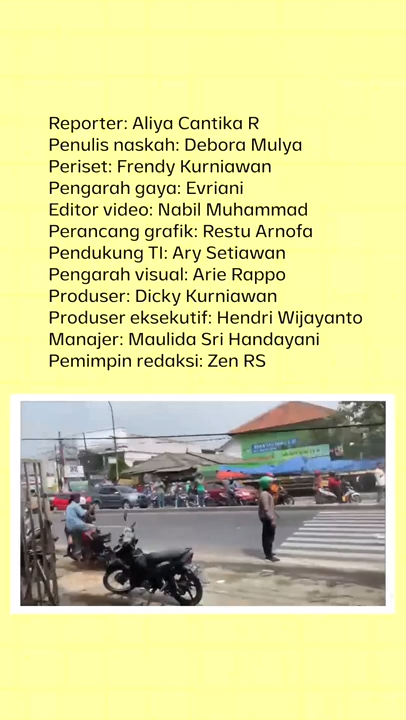 Reporter: Aliya Cantika R
Penulis naskah: Debora Mulya
Periset: Frendy Kurniawan
Pengarah gaya: Evriani
Editor video: Nabil Muhammad
Perancang grafik: Restu Arnofa
Pendukung TI: Ary Setiawan
Pengarah visual: Arie Rappo
Produser: Dicky Kurniawan
Produser eksekutif: Hendri Wijayanto
Manajer: Maulida Sri Handayani
Pemimpin redaksi: Zen RS